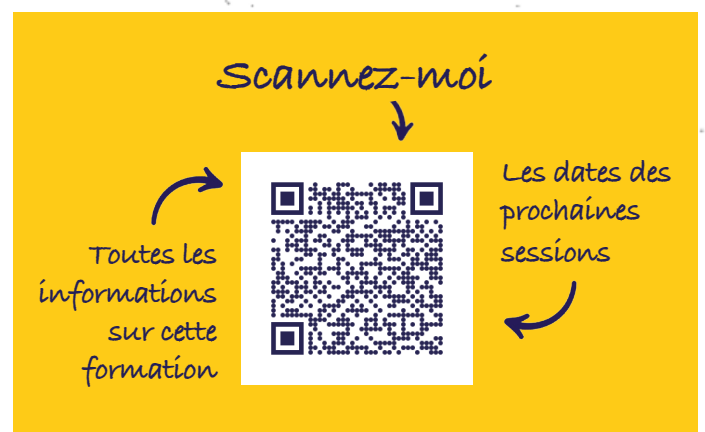 Scannez-moi
Les dates des
prochaines
sessions
Toutes les
informations
sur cette
formation